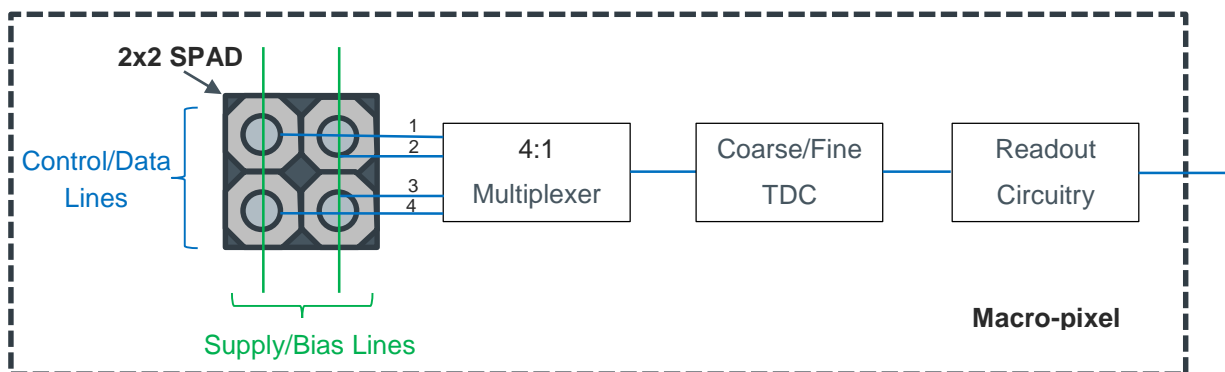 2x2 SPAD
Control/Data
Lines
1
2
3
4
4:1
Multiplexer
Coarse/Fine
TDC
Readout
Circuitry
Macro-pixel
Supply/Bias Lines